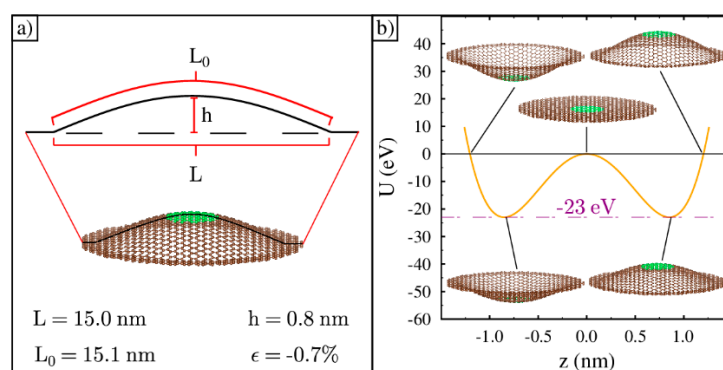 a)
L₀
h
L
L = 15.0 nm
h = 0.8 nm
L₀ = 15.1 nm
ϵ = -0.7%
b)
40
30
20
10
0
-10
-20
-30
-40
-50
-60
U (eV)
-23 eV
-1.0
-0.5
0.0
0.5
1.0
z (nm)